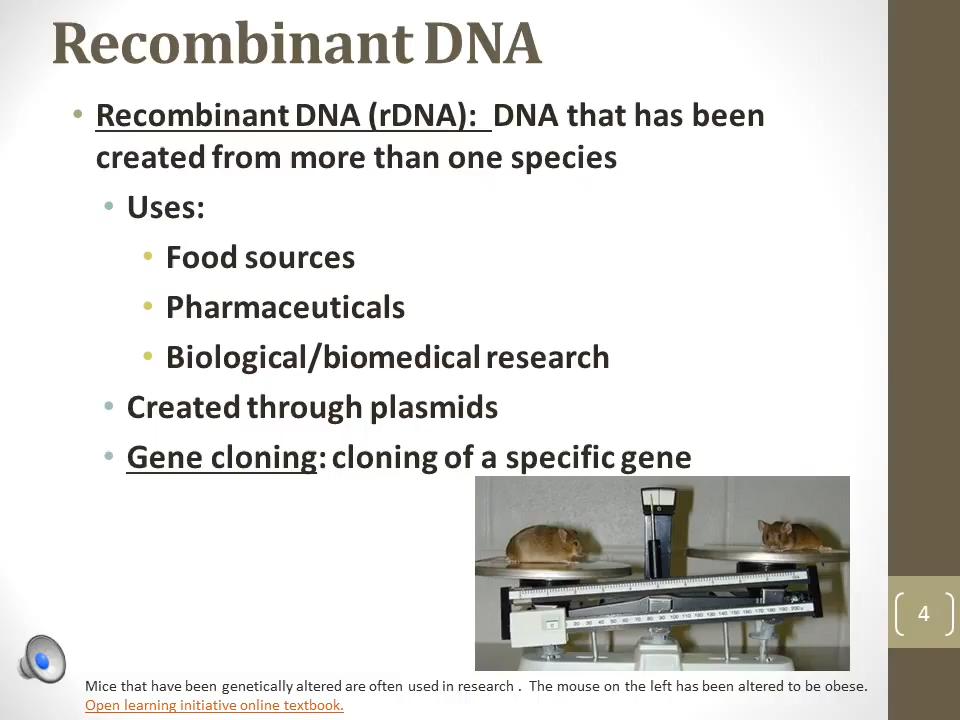 Recombinant DNA
• Recombinant DNA (rDNA): DNA that has been
created from more than one species
• Uses:
• Food sources
• Pharmaceuticals
• Biological/biomedical research
• Created through plasmids
• Gene cloning: cloning of a specific gene
4
Mice that have been genetically altered are often used in research . The mouse on the left has been altered to be obese.
Open learning initiative online textbook.